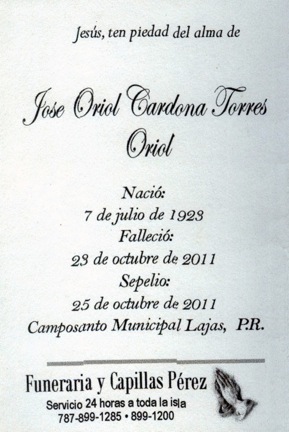 Jesús, ten piedad del alma de
Jose Oriol Cardona Torres
Oriol
Nació:
7 de julio de 1923
Falleció:
23 de octubre de 2011
Sepelio:
25 de octubre de 2011
Camposanto Municipal Lajas, P.R.
Funeraria y Capillas Pérez
Servicio 24 horas a toda la isla
787-899-1285 • 899-1200